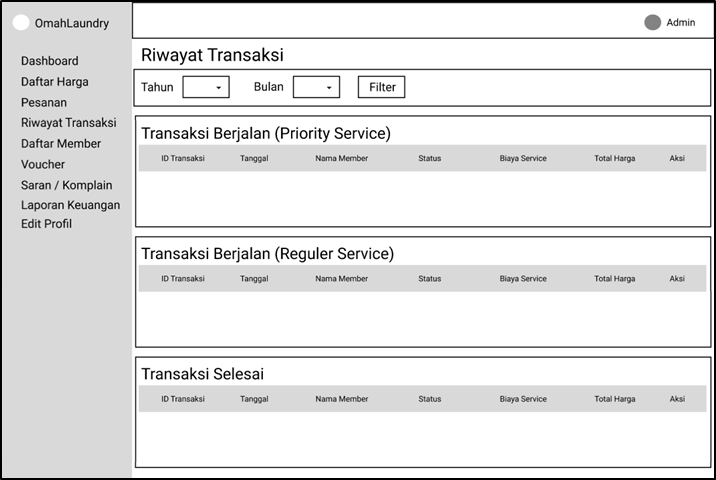 OmahLaundry
Admin
Dashboard
Daftar Harga
Pesanan
Riwayat Transaksi
Daftar Member
Voucher
Saran / Komplain
Laporan Keuangan
Edit Profil
Riwayat Transaksi
Tahun Bulan Filter
Transaksi Berjalan (Priority Service)
ID Transaksi Tanggal Nama Member Status Biaya Service Total Harga Aksi
Transaksi Berjalan (Reguler Service)
ID Transaksi Tanggal Nama Member Status Biaya Service Total Harga Aksi
Transaksi Selesai
ID Transaksi Tanggal Nama Member Status Biaya Service Total Harga Aksi